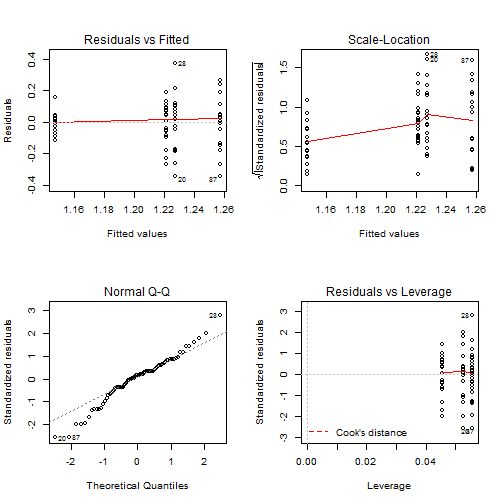 Residuals vs Fitted
Residuals
-0.4 -0.2 0.0 0.2 0.4
28
20
87
1.16 1.18 1.20 1.22 1.24 1.26
Fitted values
Scale-Location
√|Standardized residuals|
0.0 0.5 1.0 1.5
28
20
87
1.16 1.18 1.20 1.22 1.24 1.26
Fitted values
Normal Q-Q
Standardized residuals
-2 -1 0 1 2 3
28
20 87
-2 -1 0 1 2
Theoretical Quantiles
Residuals vs Leverage
Standardized residuals
-3 -2 -1 0 1 2 3
28
87
Cook's distance
0.00 0.02 0.04
Leverage